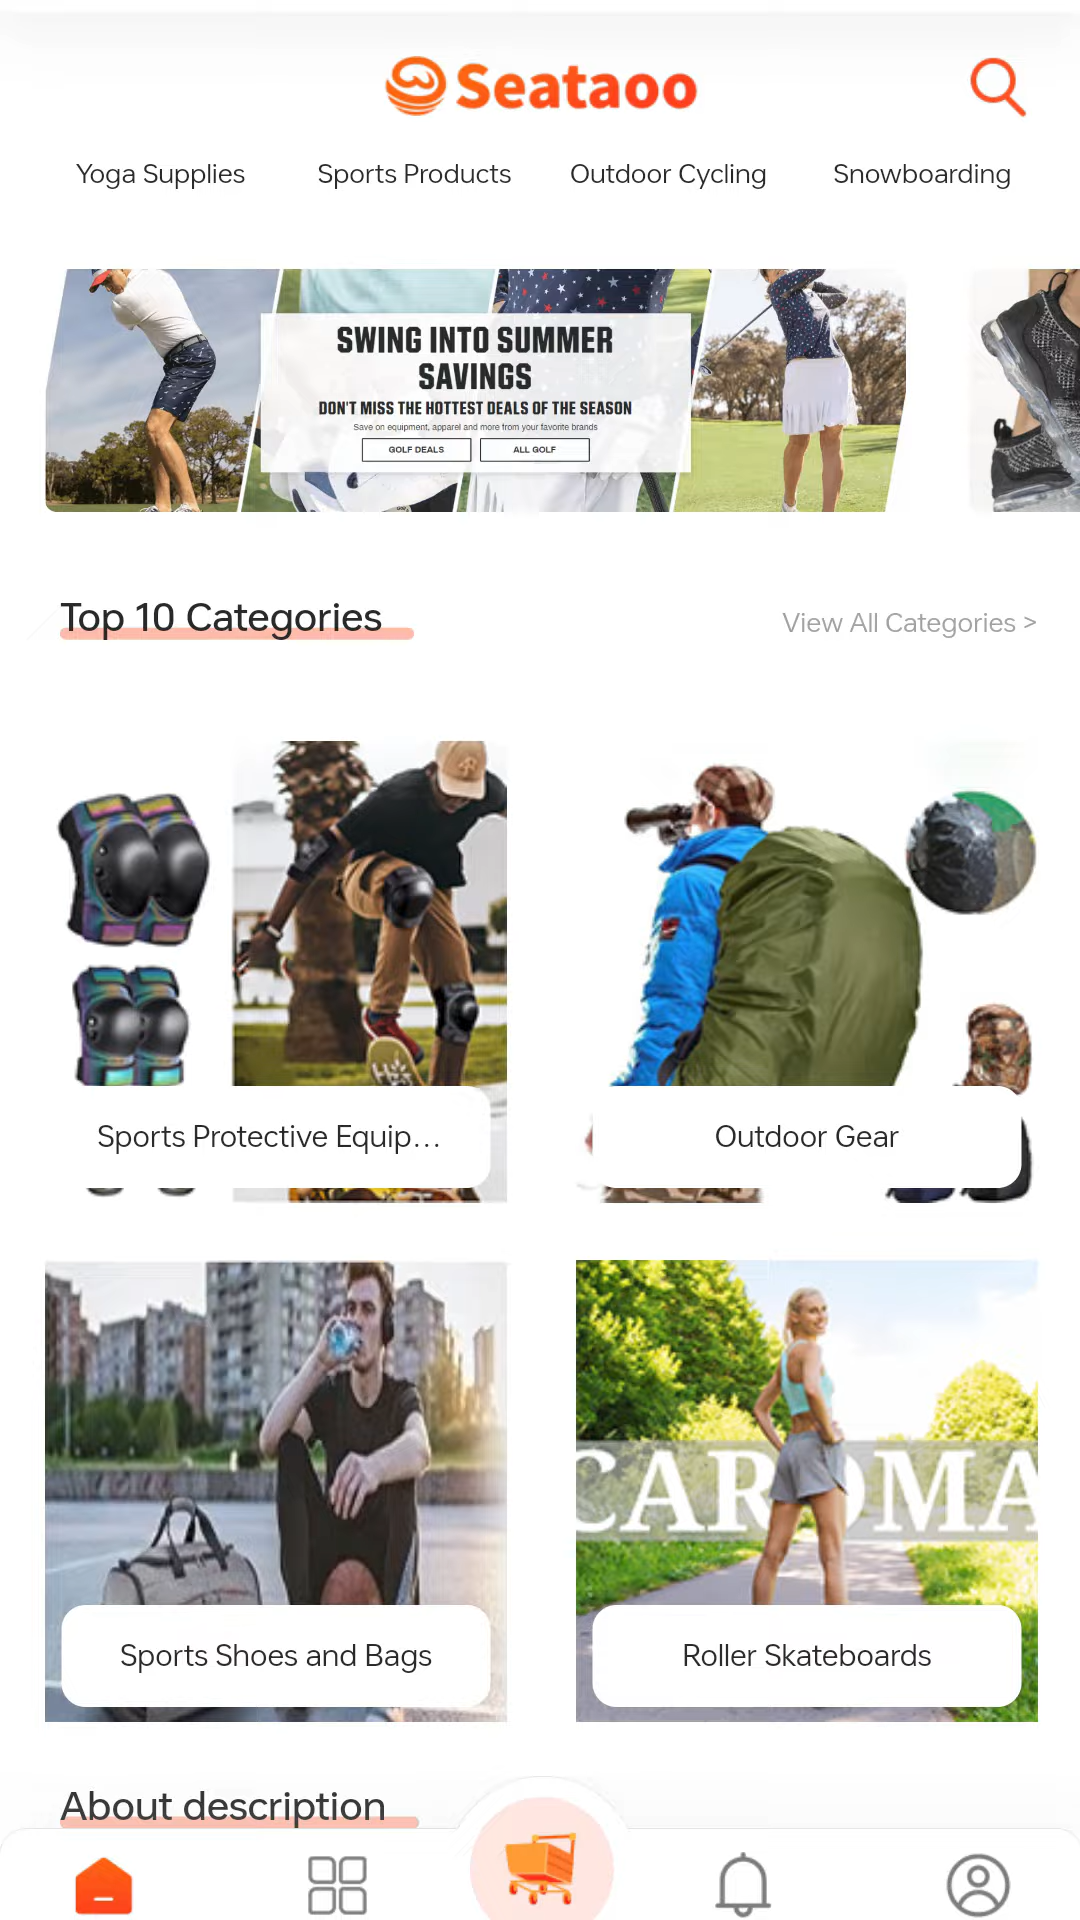 Seataoo
Yoga Supplies
Sports Products
Outdoor Cycling
Snowboarding
SWING INTO SUMMER
SAVINGS
DON'T MISS THE HOTTEST DEALS OF THE SEASON
Save on equipment, apparel and more from your favorite brands
GOLF DEALS
ALL GOLF
Top 10 Categories
View All Categories >
Sports Protective Equip...
Outdoor Gear
CAROMA
Sports Shoes and Bags
Roller Skateboards
About description